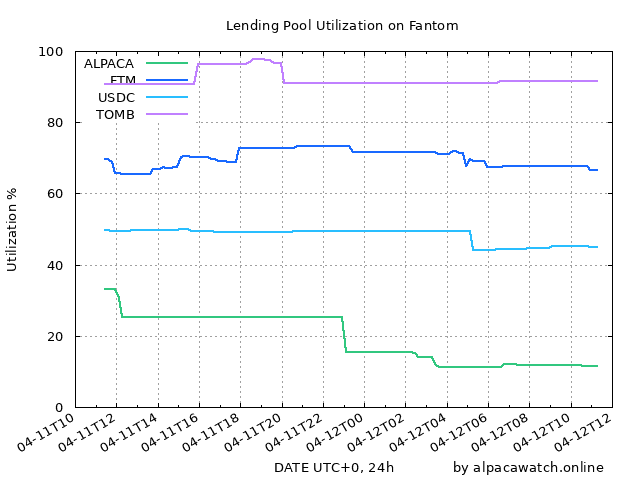 Lending Pool Utilization on Fantom
100
80
60
40
20
0
Utilization %
ALPACA
FTM
USDC
TOMB
04-11T10
04-11T12
04-11T14
04-11T16
04-11T18
04-11T20
04-11T22
04-12T00
04-12T02
04-12T04
04-12T06
04-12T08
04-12T10
04-12T12
DATE UTC+0, 24h
by alpacawatch.online